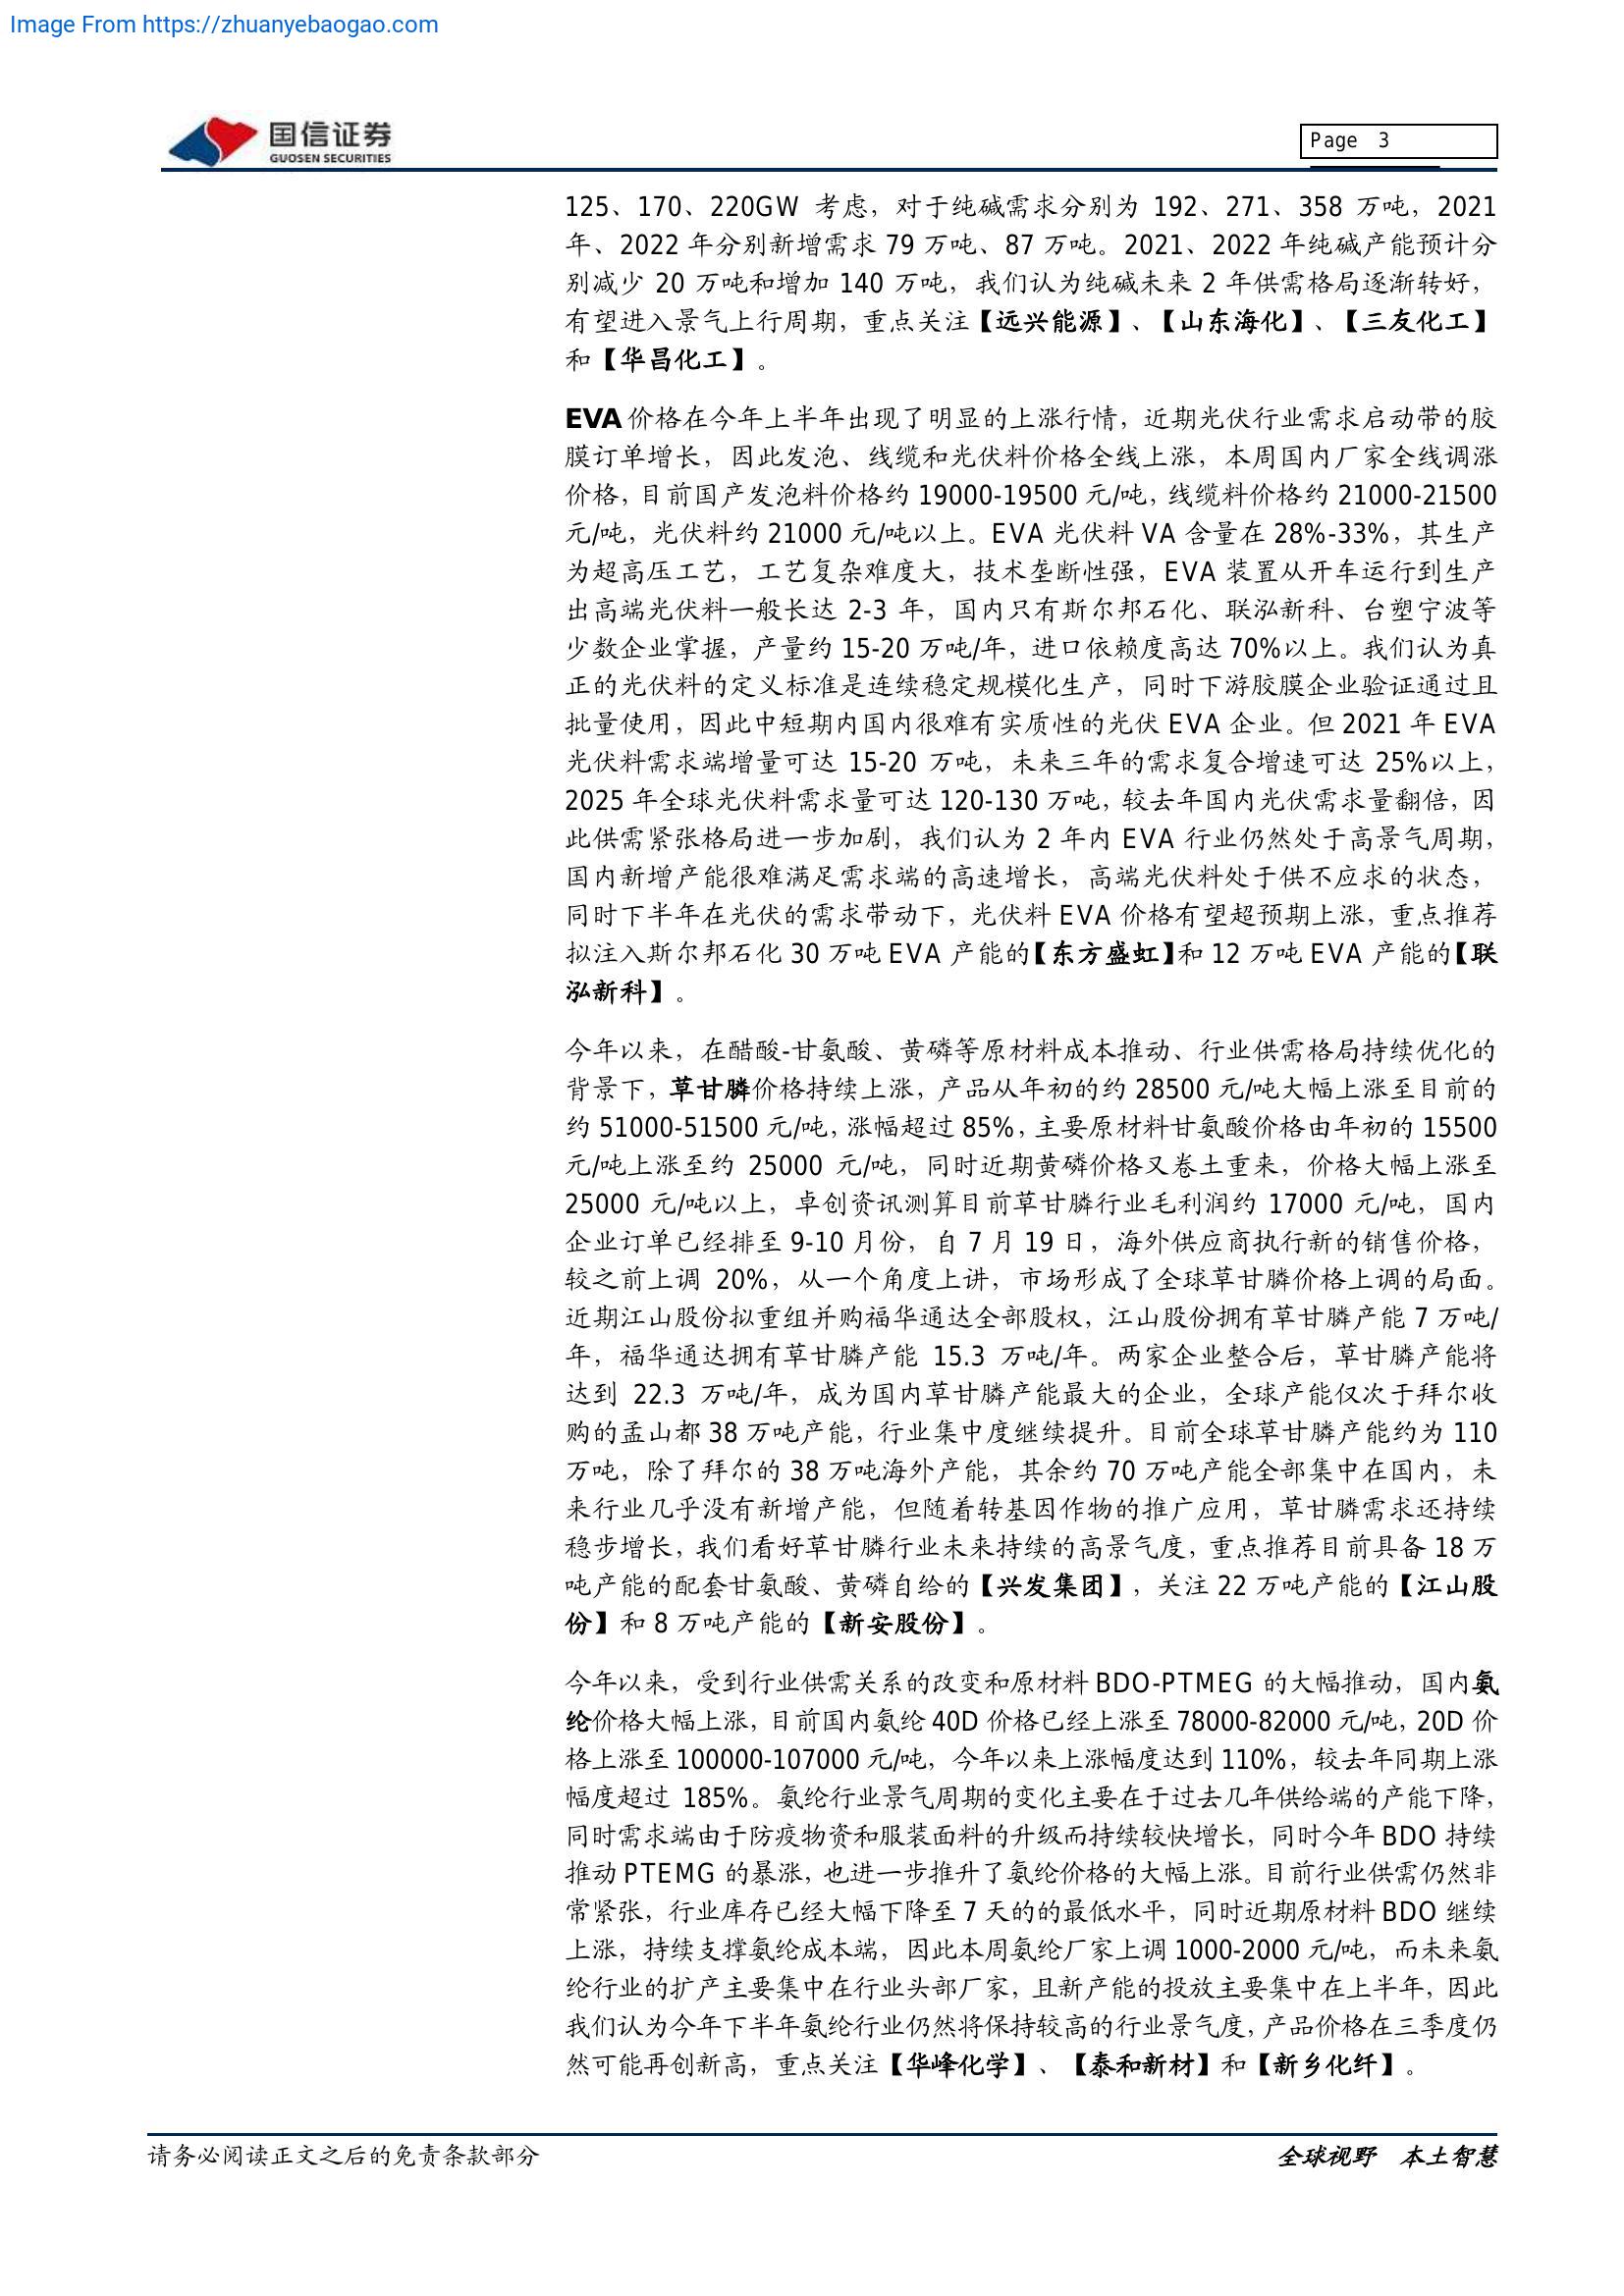 Image From https://zhuanyebaogao.com
国信证券
GUOSEN SECURITIES
Page 3
125、170、220GW 考虑，对于纯碱需求分别为 192、271、358 万吨，2021
年、2022 年分别新增需求 79 万吨、87 万吨。2021、2022 年纯碱产能预计分
别减少 20 万吨和增加 140 万吨，我们认为纯碱未来 2 年供需格局逐渐转好，
有望进入景气上行周期，重点关注【远兴能源】、【山东海化】、【三友化工】
和【华昌化工】。
EVA 价格在今年上半年出现了明显的上涨行情，近期光伏行业需求启动带的胶
膜订单增长，因此发泡、线缆和光伏料价格全线上涨，本周国内厂家全线调涨
价格，目前国产发泡料价格约 19000-19500 元/吨，线缆料价格约 21000-21500
元/吨，光伏料约 21000 元/吨以上。EVA 光伏料 VA 含量在 28%-33%，其生产
为超高压工艺，工艺复杂难度大，技术垄断性强，EVA 装置从开车运行到生产
出高端光伏料一般长达 2-3 年，国内只有斯尔邦石化、联泓新科、台塑宁波等
少数企业掌握，产量约 15-20 万吨/年，进口依赖度高达 70%以上。我们认为真
正的光伏料的定义标准是连续稳定规模化生产，同时下游胶膜企业验证通过且
批量使用，因此中短期内国内很难有实质性的光伏 EVA 企业。但 2021 年 EVA
光伏料需求端增量可达 15-20 万吨，未来三年的需求复合增速可达 25%以上，
2025 年全球光伏料需求量可达 120-130 万吨，较去年国内光伏需求量翻倍，因
此供需紧张格局进一步加剧，我们认为 2 年内 EVA 行业仍然处于高景气周期，
国内新增产能很难满足需求端的高速增长，高端光伏料处于供不应求的状态，
同时下半年在光伏的需求带动下，光伏料 EVA 价格有望超预期上涨，重点推荐
拟注入斯尔邦石化 30 万吨 EVA 产能的【东方盛虹】和 12 万吨 EVA 产能的【联
泓新科】。
今年以来，在醋酸-甘氨酸、黄磷等原材料成本推动、行业供需格局持续优化的
背景下，草甘膦价格持续上涨，产品从年初的约 28500 元/吨大幅上涨至目前的
约 51000-51500 元/吨，涨幅超过 85%，主要原材料甘氨酸价格由年初的 15500
元/吨上涨至约 25000 元/吨，同时近期黄磷价格又卷土重来，价格大幅上涨至
25000 元/吨以上，卓创资讯测算目前草甘膦行业毛利润约 17000 元/吨，国内
企业订单已经排至 9-10 月份，自 7 月 19 日，海外供应商执行新的销售价格，
较之前上调 20%，从一个角度上讲，市场形成了全球草甘膦价格上调的局面。
近期江山股份拟重组并购福华通达全部股权，江山股份拥有草甘膦产能 7 万吨/
年，福华通达拥有草甘膦产能 15.3 万吨/年。两家企业整合后，草甘膦产能将
达到 22.3 万吨/年，成为国内草甘膦产能最大的企业，全球产能仅次于拜尔收
购的孟山都 38 万吨产能，行业集中度继续提升。目前全球草甘膦产能约为 110
万吨，除了拜尔的 38 万吨海外产能，其余约 70 万吨产能全部集中在国内，未
来行业几乎没有新增产能，但随着转基因作物的推广应用，草甘膦需求还持续
稳步增长，我们看好草甘膦行业未来持续的高景气度，重点推荐目前具备 18 万
吨产能的配套甘氨酸、黄磷自给的【兴发集团】，关注 22 万吨产能的【江山股
份】和 8 万吨产能的【新安股份】。
今年以来，受到行业供需关系的改变和原材料 BDO-PTMEG 的大幅推动，国内氨
纶价格大幅上涨，目前国内氨纶 40D 价格已经上涨至 78000-82000 元/吨，20D 价
格上涨至 100000-107000 元/吨，今年以来上涨幅度达到 110%，较去年同期上涨
幅度超过 185%。氨纶行业景气周期的变化主要在于过去几年供给端的产能下降，
同时需求端由于防疫物资和服装面料的升级而持续较快增长，同时今年 BDO 持续
推动 PTEMG 的暴涨，也进一步推升了氨纶价格的大幅上涨。目前行业供需仍然非
常紧张，行业库存已经大幅下降至 7 天的的最低水平，同时近期原材料 BDO 继续
上涨，持续支撑氨纶成本端，因此本周氨纶厂家上调 1000-2000 元/吨，而未来氨
纶行业的扩产主要集中在行业头部厂家，且新产能的投放主要集中在上半年，因此
我们认为今年下半年氨纶行业仍然将保持较高的行业景气度，产品价格在三季度仍
然可能再创新高，重点关注【华峰化学】、【泰和新材】和【新乡化纤】。
请务必阅读正文之后的免责条款部分
全球视野 本土智慧